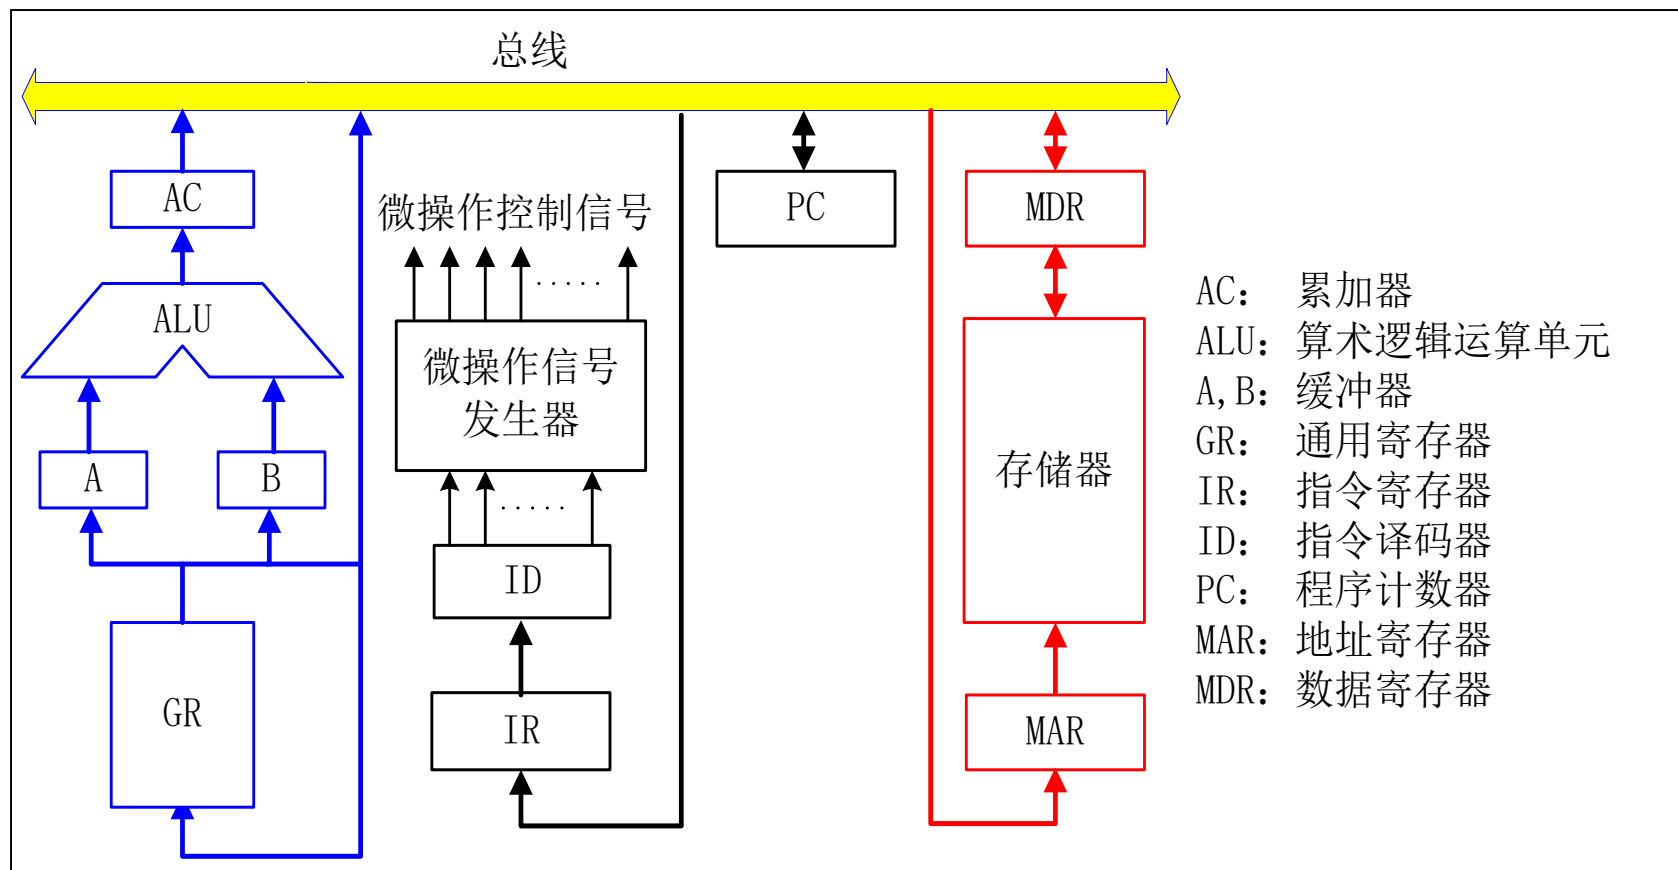 总线
AC
微操作控制信号
PC
MDR
ALU
微操作信号
发生器
A
B
存储器
ID
GR
IR
MAR
AC: 累加器
ALU: 算术逻辑运算单元
A,B: 缓冲器
GR: 通用寄存器
IR: 指令寄存器
ID: 指令译码器
PC: 程序计数器
MAR: 地址寄存器
MDR: 数据寄存器